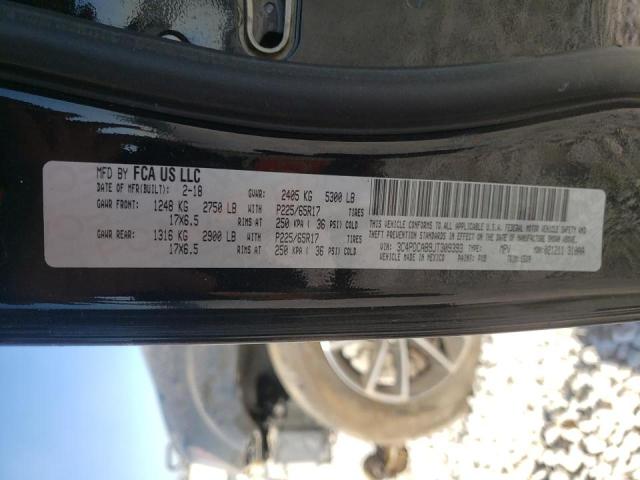 MFD BY FCA US LLC
DATE OF MFR(BUILT): 2-18 GVWR: 2405 KG 5300 LB
GAWR FRONT: 1248 KG 2750 LB WITH P225/65R17 TIRES
17X6.5 RIMS AT 250 KPA ( 36 PSI) COLD
GAWR REAR: 1316 KG 2900 LB WITH P225/65R17 TIRES
17X6.5 RIMS AT 250 KPA ( 36 PSI) COLD
THIS VEHICLE CONFORMS TO ALL APPLICABLE U.S.A. FEDERAL MOTOR VEHICLE SAFETY AND
THEFT PREVENTION STANDARDS IN EFFECT ON THE DATE OF MANUFACTURE SHOWN ABOVE.
VIN: 3C4PDCAB9JT309393 TYPE: MPV
VEHICLE MADE IN MEXICO PAINT: TRIM: